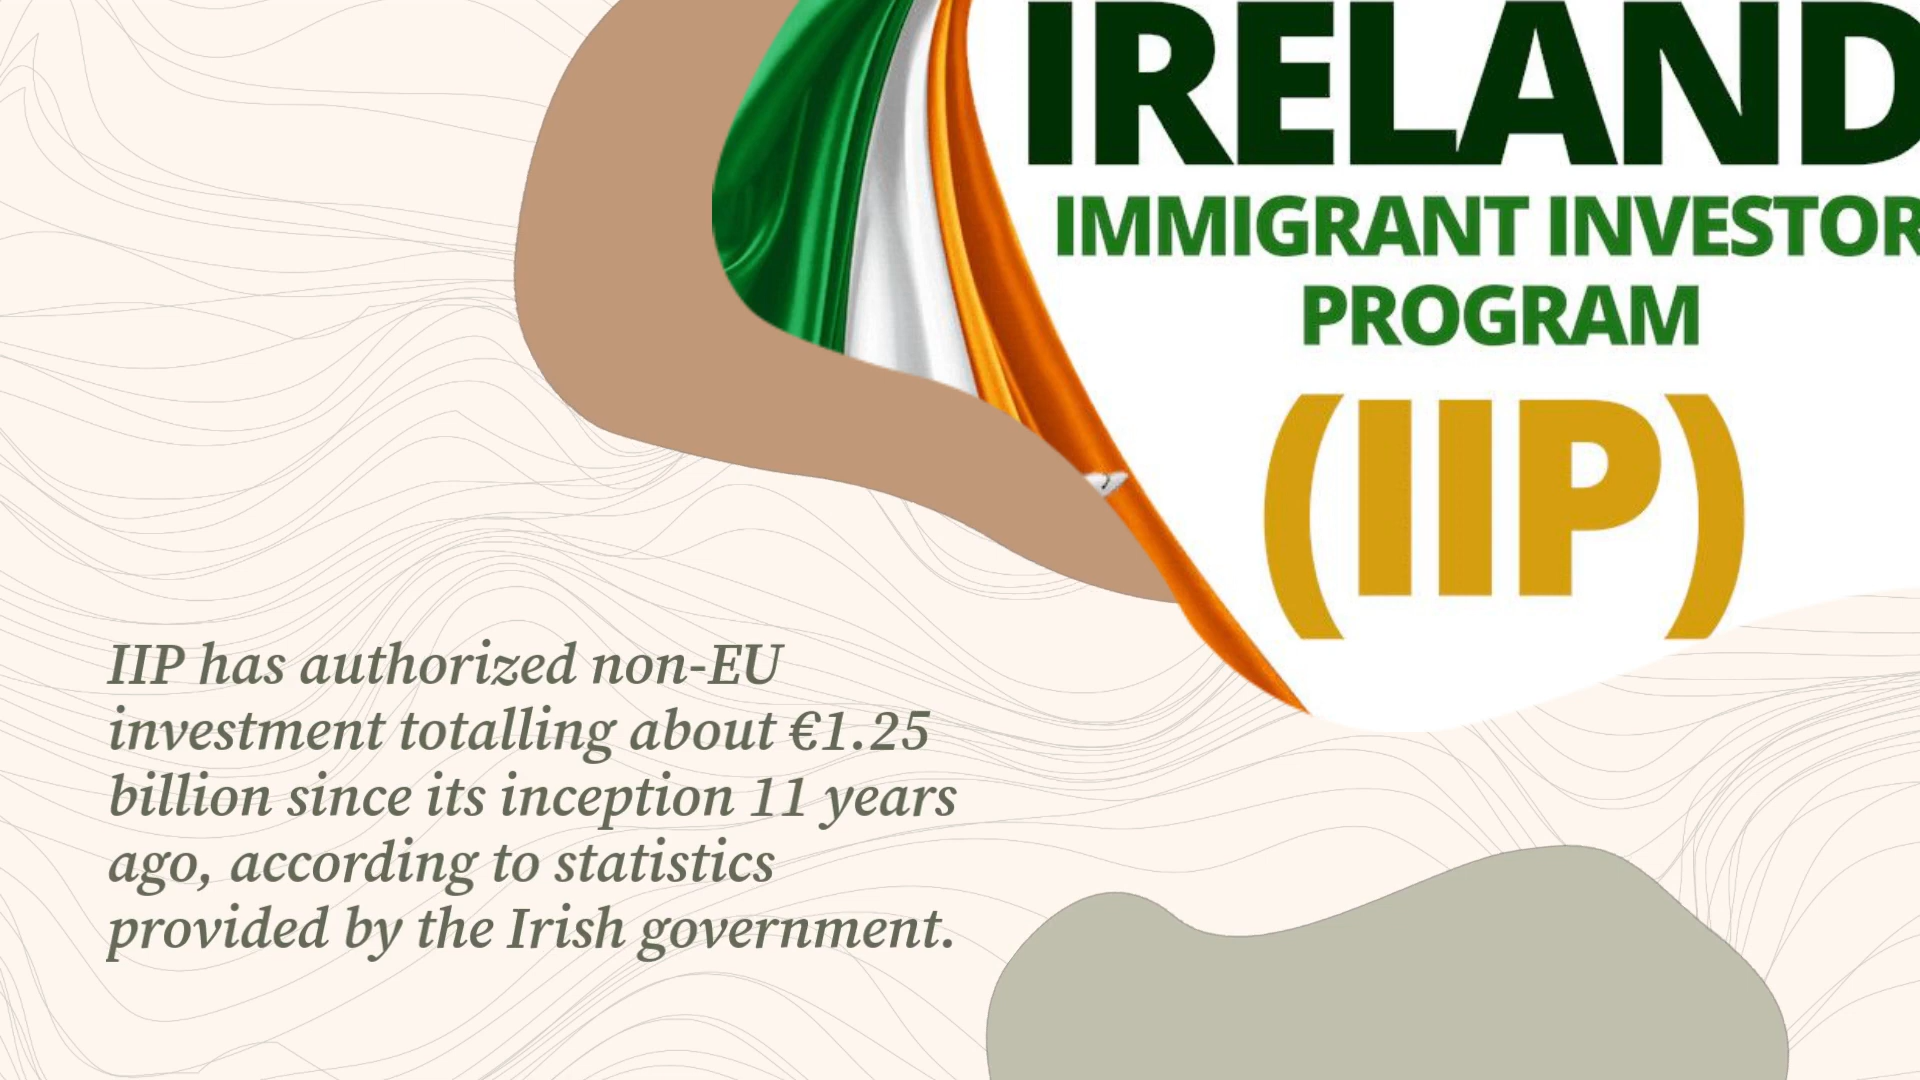 IRELAND
IMMIGRANT INVESTOR
PROGRAM
(IIP)
IIP has authorized non-EU
investment totalling about €1.25
billion since its inception 11 years
ago, according to statistics
provided by the Irish government.